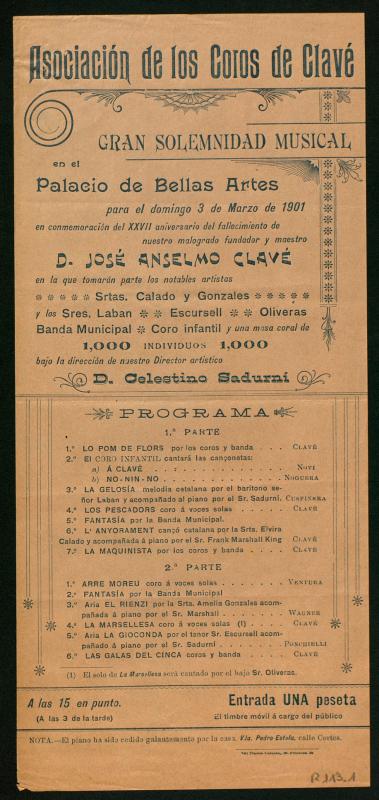 Asociación de los Coros de Clavé
GRAN SOLEMNIDAD MUSICAL
en el
Palacio de Bellas Artes
para el domingo 3 de Marzo de 1901
en conmemoración del XXVII aniversario del fallecimiento de
nuestro malogrado fundador y maestro
D. JOSÉ ANSELMO CLAVÉ
en la que tomarán parte los notables artistas
Srtas. Calado y Gonzales
y los Sres. Laban Escursell Oliveras
Banda Municipal Coro infantil y una masa coral de
1,000 INDIVIDUOS 1,000
bajo la dirección de nuestro Director artístico
D. Celestino Sadurní
PROGRAMA
1.ª PARTE
1.º LO POM DE FLORS por los coros y banda . . . CLAVÉ
2.º El CORO INFANTIL cantará las cançonetas:
a) Á CLAVÉ . . . . . . . . . NOVI
b) NO-NIN-NO . . . . . . . . NOGUERA
3.º LA GELOSÍA melodía catalana por el barítono se-
ñor Laban y acompañado al piano por el Sr. Sadurní. CUSPINERA
4.º LOS PESCADORS coro á voces solas . . . . CLAVÉ
5.º FANTASÍA por la Banda Municipal.
6.º L'ANYORAMENT cançó catalana por la Srta. Elvira
Calado y acompañada á piano por el Sr. Frank Marshall King CLAVÉ
7.º LA MAQUINISTA por los coros y banda . . . CLAVÉ
2.ª PARTE
1.º ARRE MOREU coro á voces solas . . . . . VENTURA
2.º FANTASÍA por la Banda Municipal
3.º Aria EL RIENZI por la Srta. Amelia Gonzales acom-
pañada á piano por el Sr. Marshall . . . . . WAGNER
4.º LA MARSELLESA coro á voces solas (1) . . . CLAVÉ
5.º Aria LA GIOCONDA por el tenor Sr. Escursell acom-
pañado á piano por el Sr. Sadurní . . . . PONCHIELLI
6.º LAS GALAS DEL CINCA coros y banda . . . CLAVÉ
(1) El solo de La Marsellesa será cantado por el bajo Sr. Oliveras.
A las 15 en punto. Entrada UNA peseta
(A las 3 de la tarde) El timbre móvil á cargo del público
NOTA.—El piano ha sido cedido galantemente por la casa, V.la Pedro Estela, calle Cortes.
R 113-1